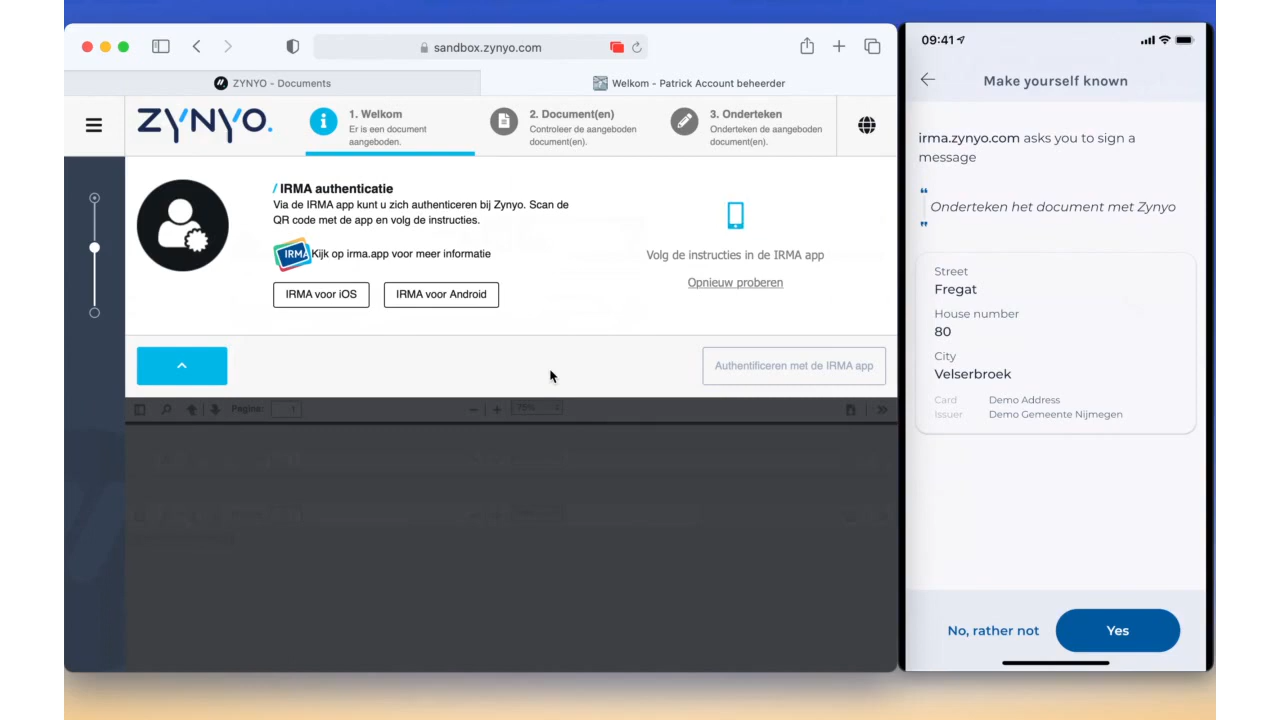 sandbox.zynyo.com
ZYNYO - Documents
Welkom - Patrick Account beheerder
ZYNYO.
1. Welkom
Er is een document
aangeboden.
2. Document(en)
Controleer de aangeboden
document(en).
3. Onderteken
Onderteken de aangeboden
document(en).
/ IRMA authenticatie
Via de IRMA app kunt u zich authenticeren bij Zynyo. Scan de
QR code met de app en volg de instructies.
IRMA
Kijk op irma.app voor meer informatie
IRMA voor iOS
IRMA voor Android
Volg de instructies in de IRMA app
Opnieuw proberen
Authentificeren met de IRMA app
Pagina: 1
75%
09:41
Make yourself known
irma.zynyo.com asks you to sign a
message
❝
Onderteken het document met Zynyo
❞
Street
Fregat
House number
80
City
Velserbroek
Card Demo Address
Issuer Demo Gemeente Nijmegen
No, rather not
Yes